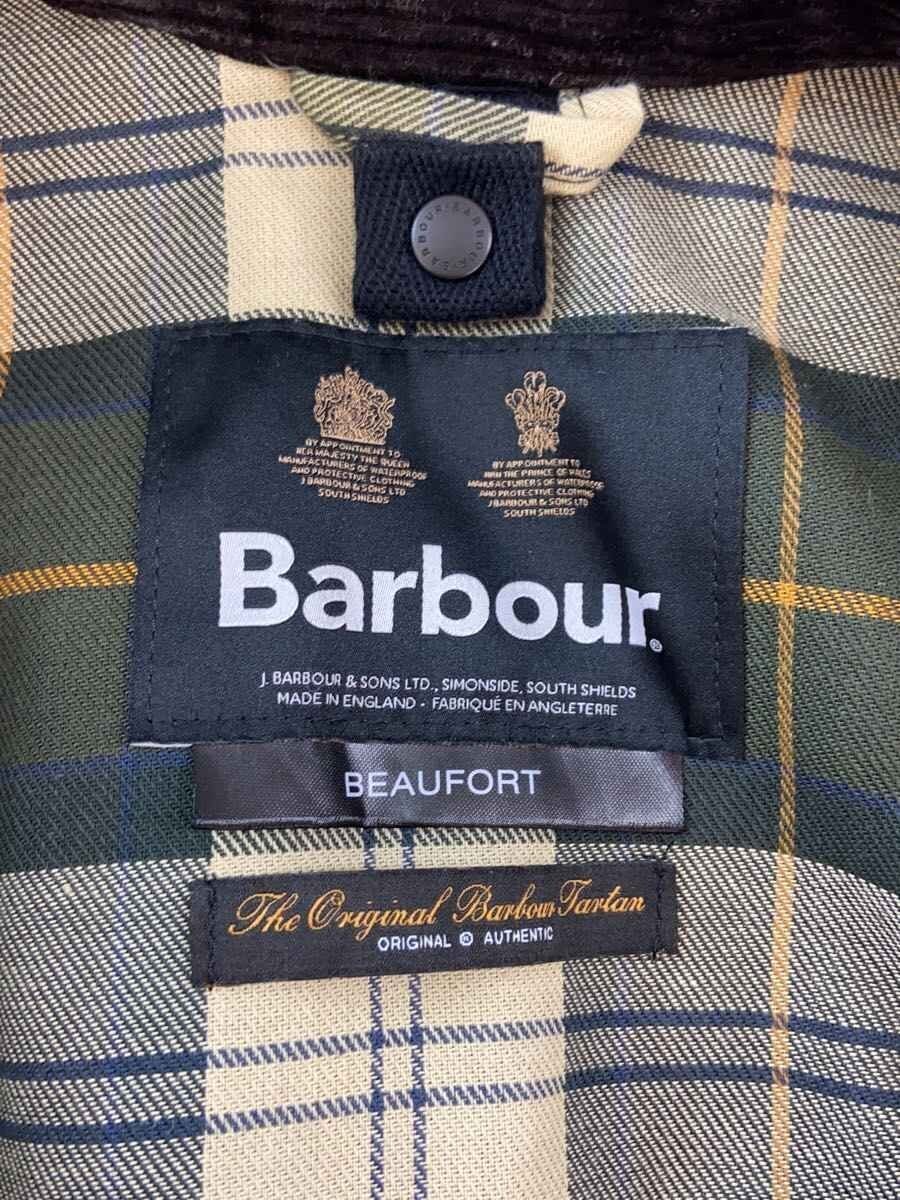 BARBOUR·BARBOUR·BARBOUR·
BY APPOINTMENT TO
HER MAJESTY THE QUEEN
MANUFACTURERS OF WATERPROOF
AND PROTECTIVE CLOTHING
J. BARBOUR & SONS LTD
SOUTH SHIELDS
BY APPOINTMENT TO
HRH THE PRINCE OF WALES
MANUFACTURERS OF WATERPROOF
AND PROTECTIVE CLOTHING
J BARBOUR & SONS LTD
SOUTH SHIELDS
Barbour®
J. BARBOUR & SONS LTD., SIMONSIDE, SOUTH SHIELDS
MADE IN ENGLAND - FABRIQUÉ EN ANGLETERRE
BEAUFORT
The Original Barbour Tartan
ORIGINAL ® AUTHENTIC